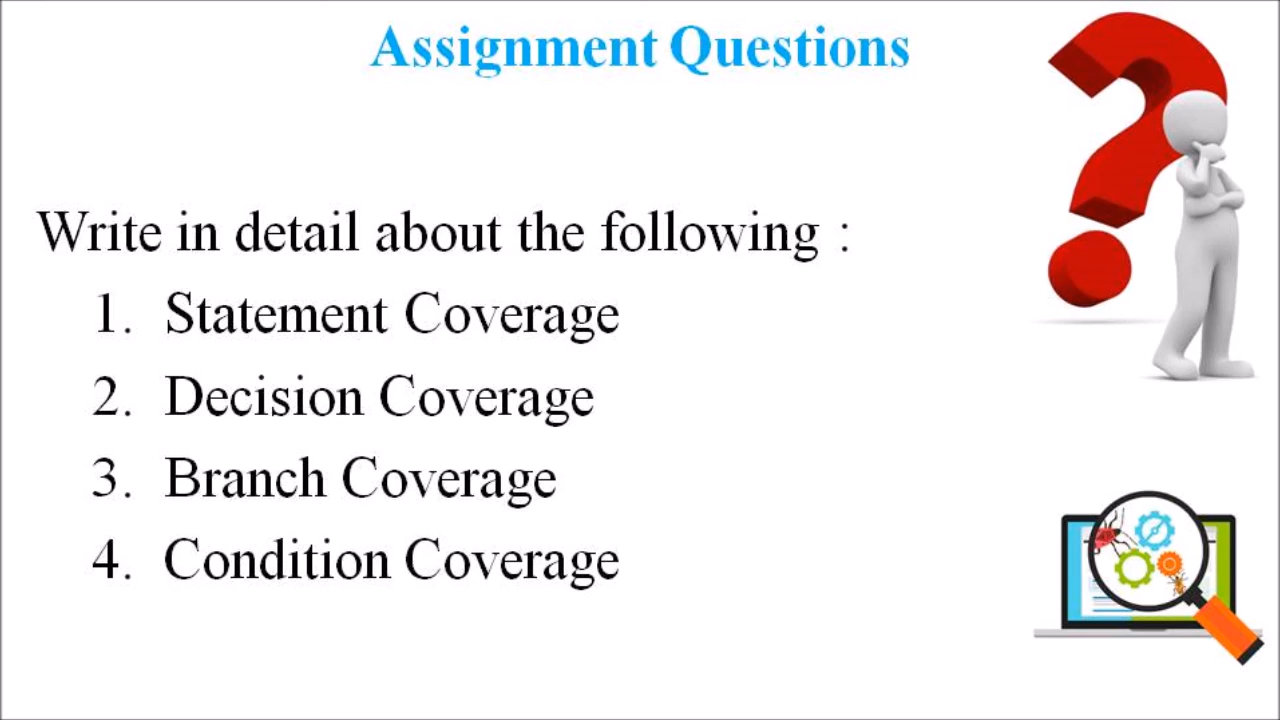 Assignment Questions
Write in detail about the following :
1. Statement Coverage
2. Decision Coverage
3. Branch Coverage
4. Condition Coverage